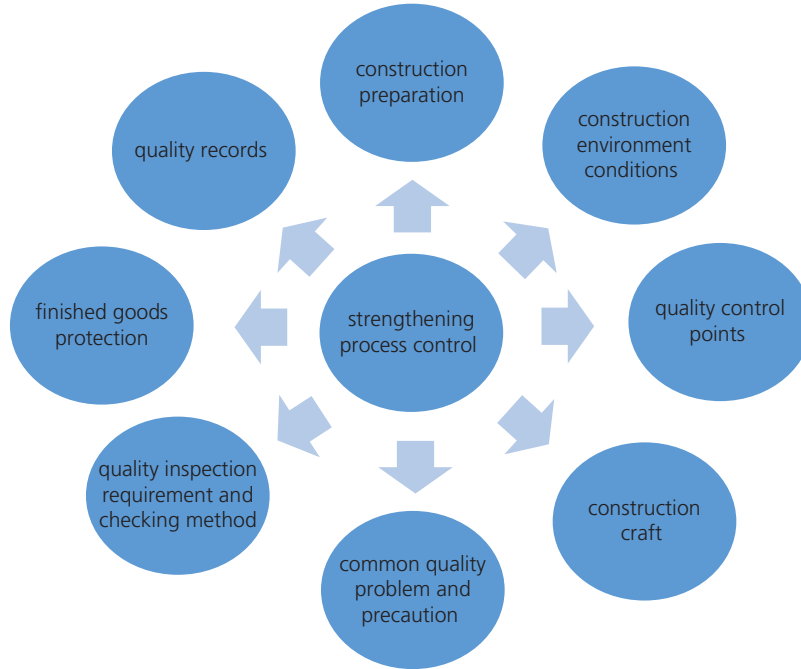 construction
preparation
construction
environment
conditions
quality records
quality control
points
finished goods
protection
strengthening
process control
quality inspection
requirement and
checking method
construction
craft
common quality
problem and
precaution